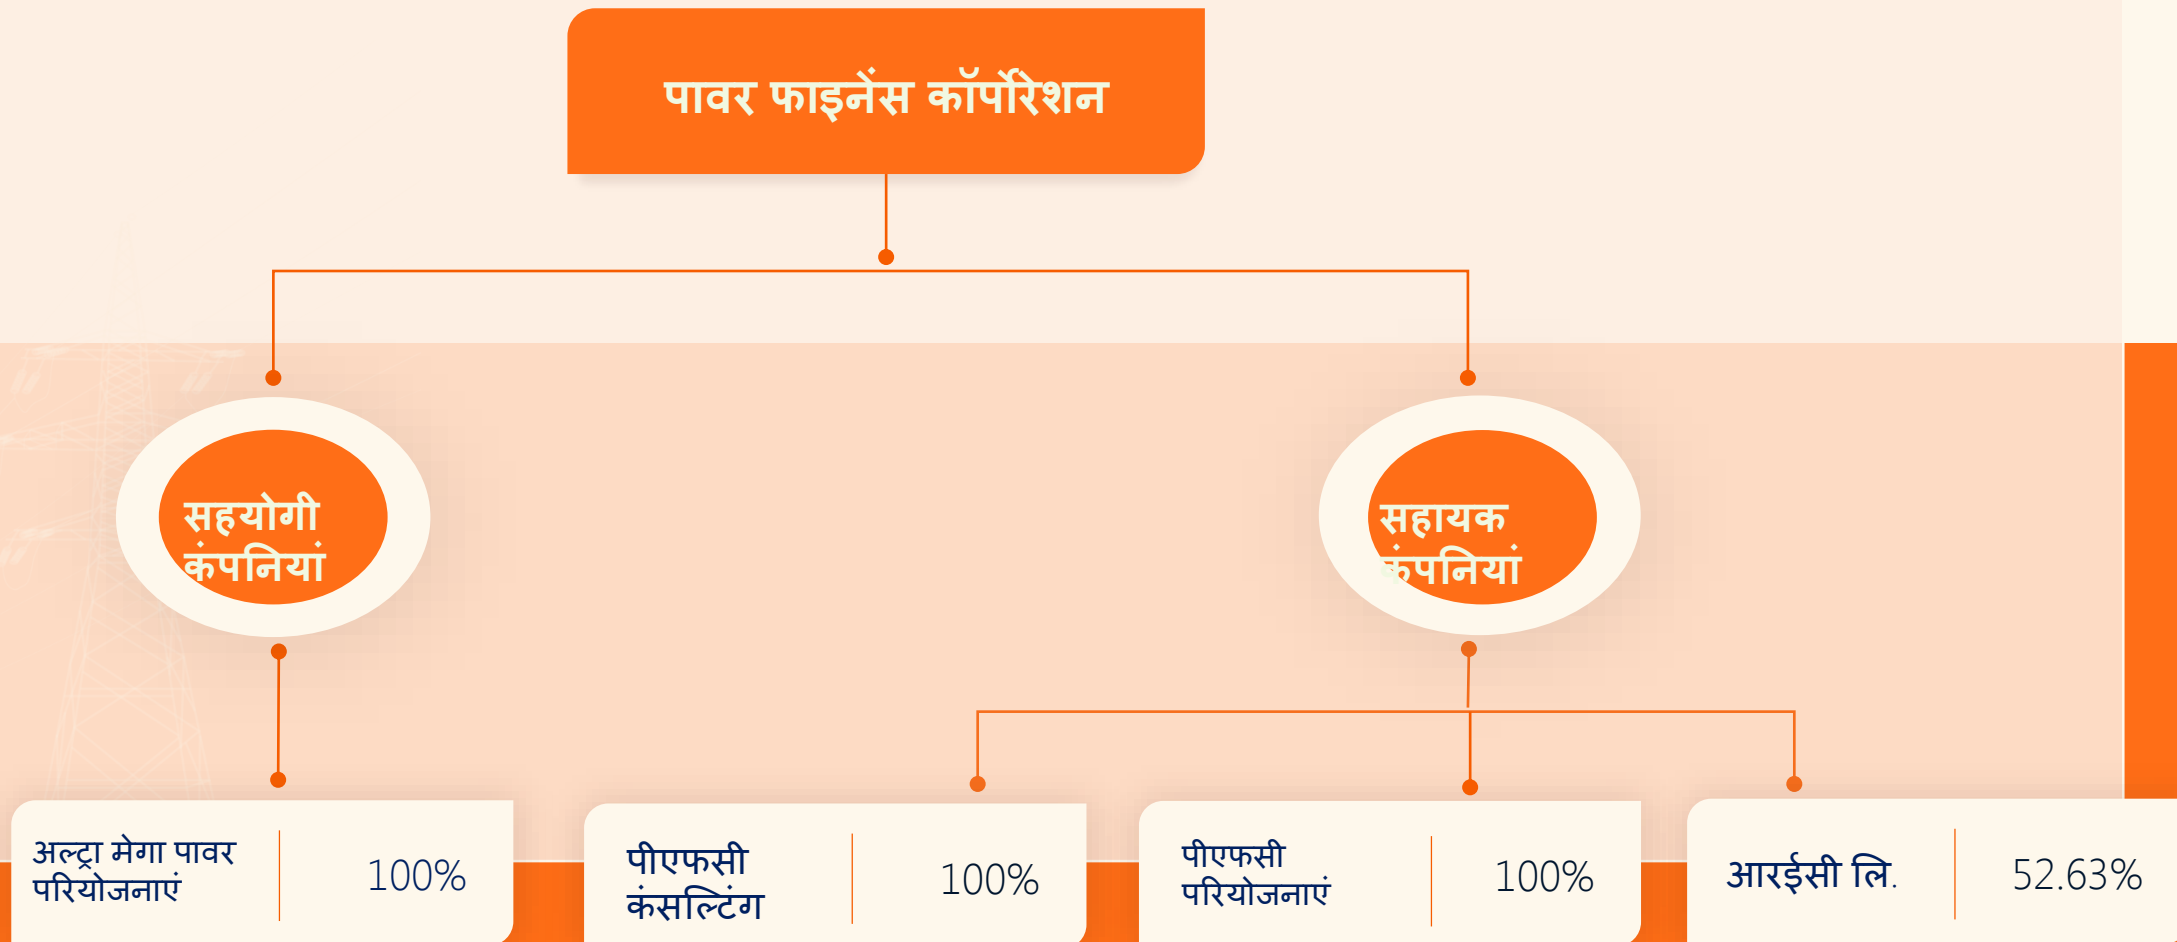 पावर फाइनेंस कॉर्पोरेशन
सहयोगी
कंपनियां
सहायक
कंपनियां
अल्ट्रा मेगा पावर
परियोजनाएं
100%
पीएफसी
कंसल्टिंग
100%
पीएफसी
परियोजनाएं
100%
आरईसी लि.
52.63%